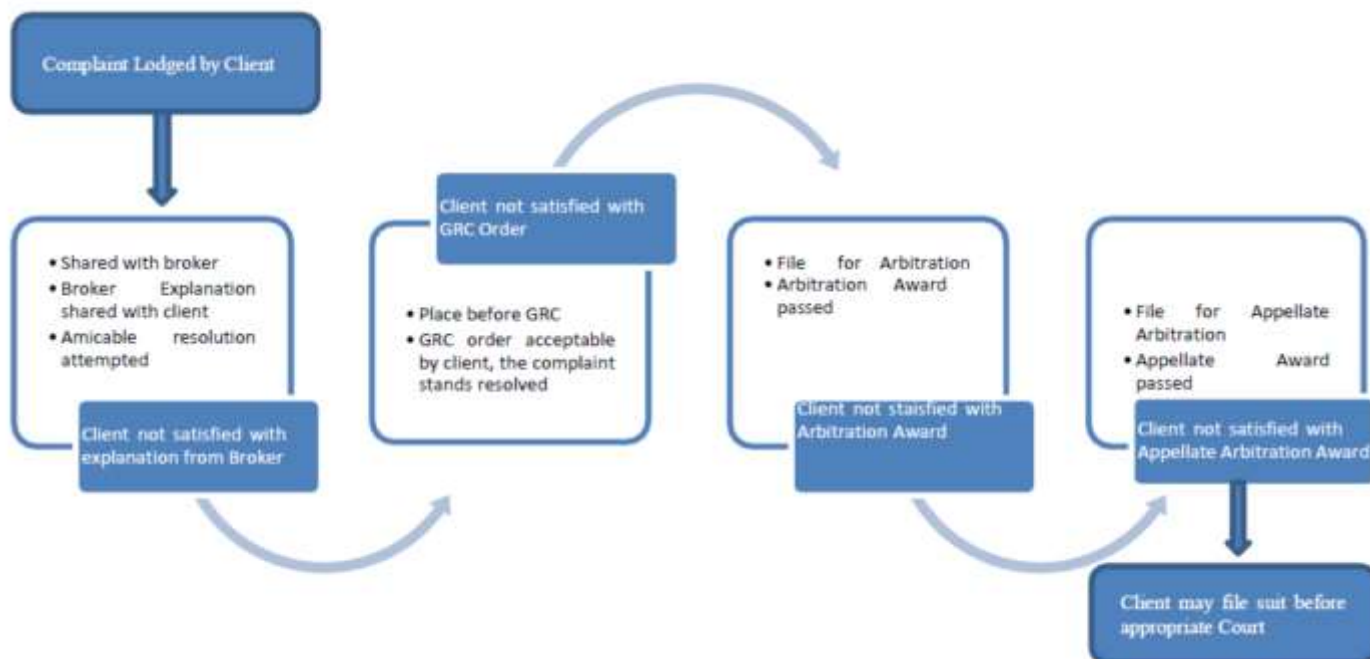 Complaint Lodged by Client
• Shared with broker
• Broker Explanation
shared with client
• Amicable resolution
attempted
Client not satisfied with
explanation from Broker
Client not satisfied with
GRC Order
• Place before GRC
• GRC order acceptable
by client, the complaint
stands resolved
• File for Arbitration
• Arbitration Award
passed
Client not staisfied with
Arbitration Award
• File for Appellate
Arbitration
• Appellate Award
passed
Client not satisfied with
Appellate Arbitration Award
Client may file suit before
appropriate Court